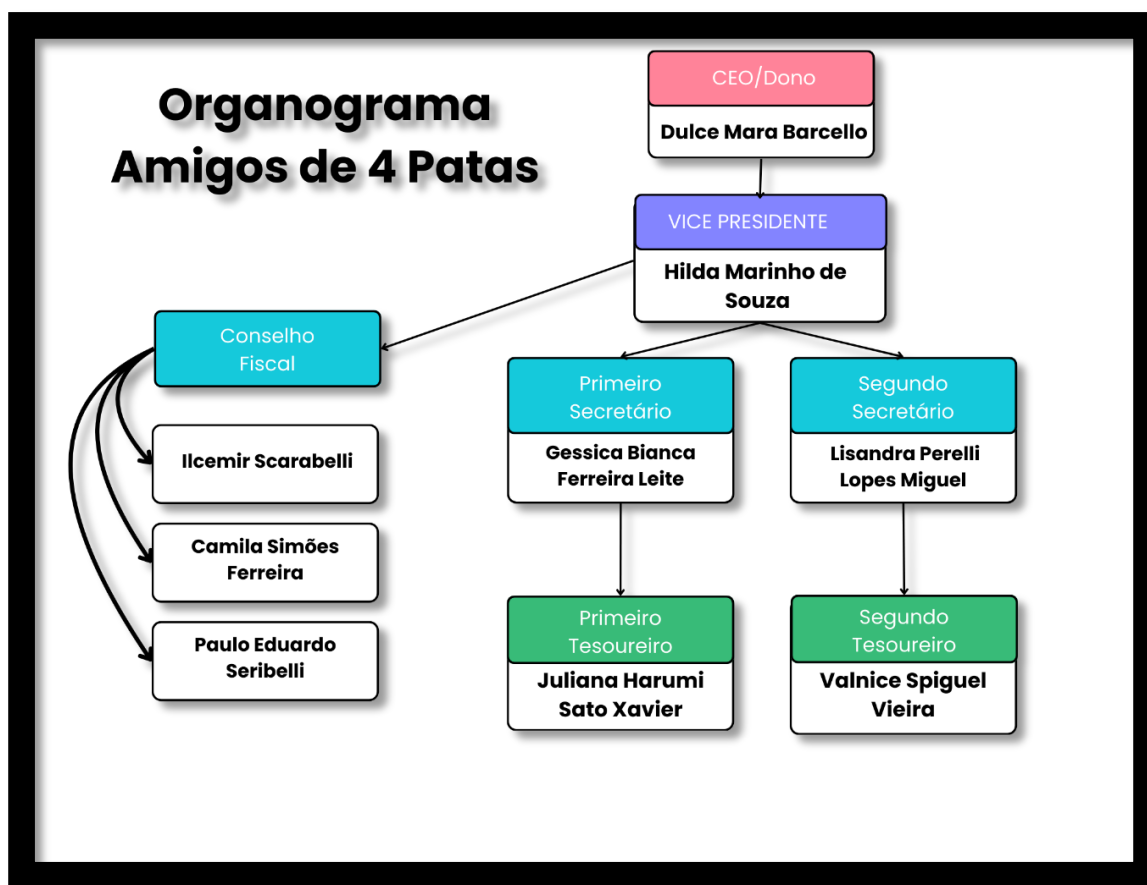 Organograma
Amigos de 4 Patas
CEO/Dono
Dulce Mara Barcello
VICE PRESIDENTE
Hilda Marinho de
Souza
Conselho
Fiscal
Ilcemir Scarabelli
Camila Simões
Ferreira
Paulo Eduardo
Seribelli
Primeiro
Secretário
Gessica Bianca
Ferreira Leite
Segundo
Secretário
Lisandra Perelli
Lopes Miguel
Primeiro
Tesoureiro
Juliana Harumi
Sato Xavier
Segundo
Tesoureiro
Valnice Spiguel
Vieira